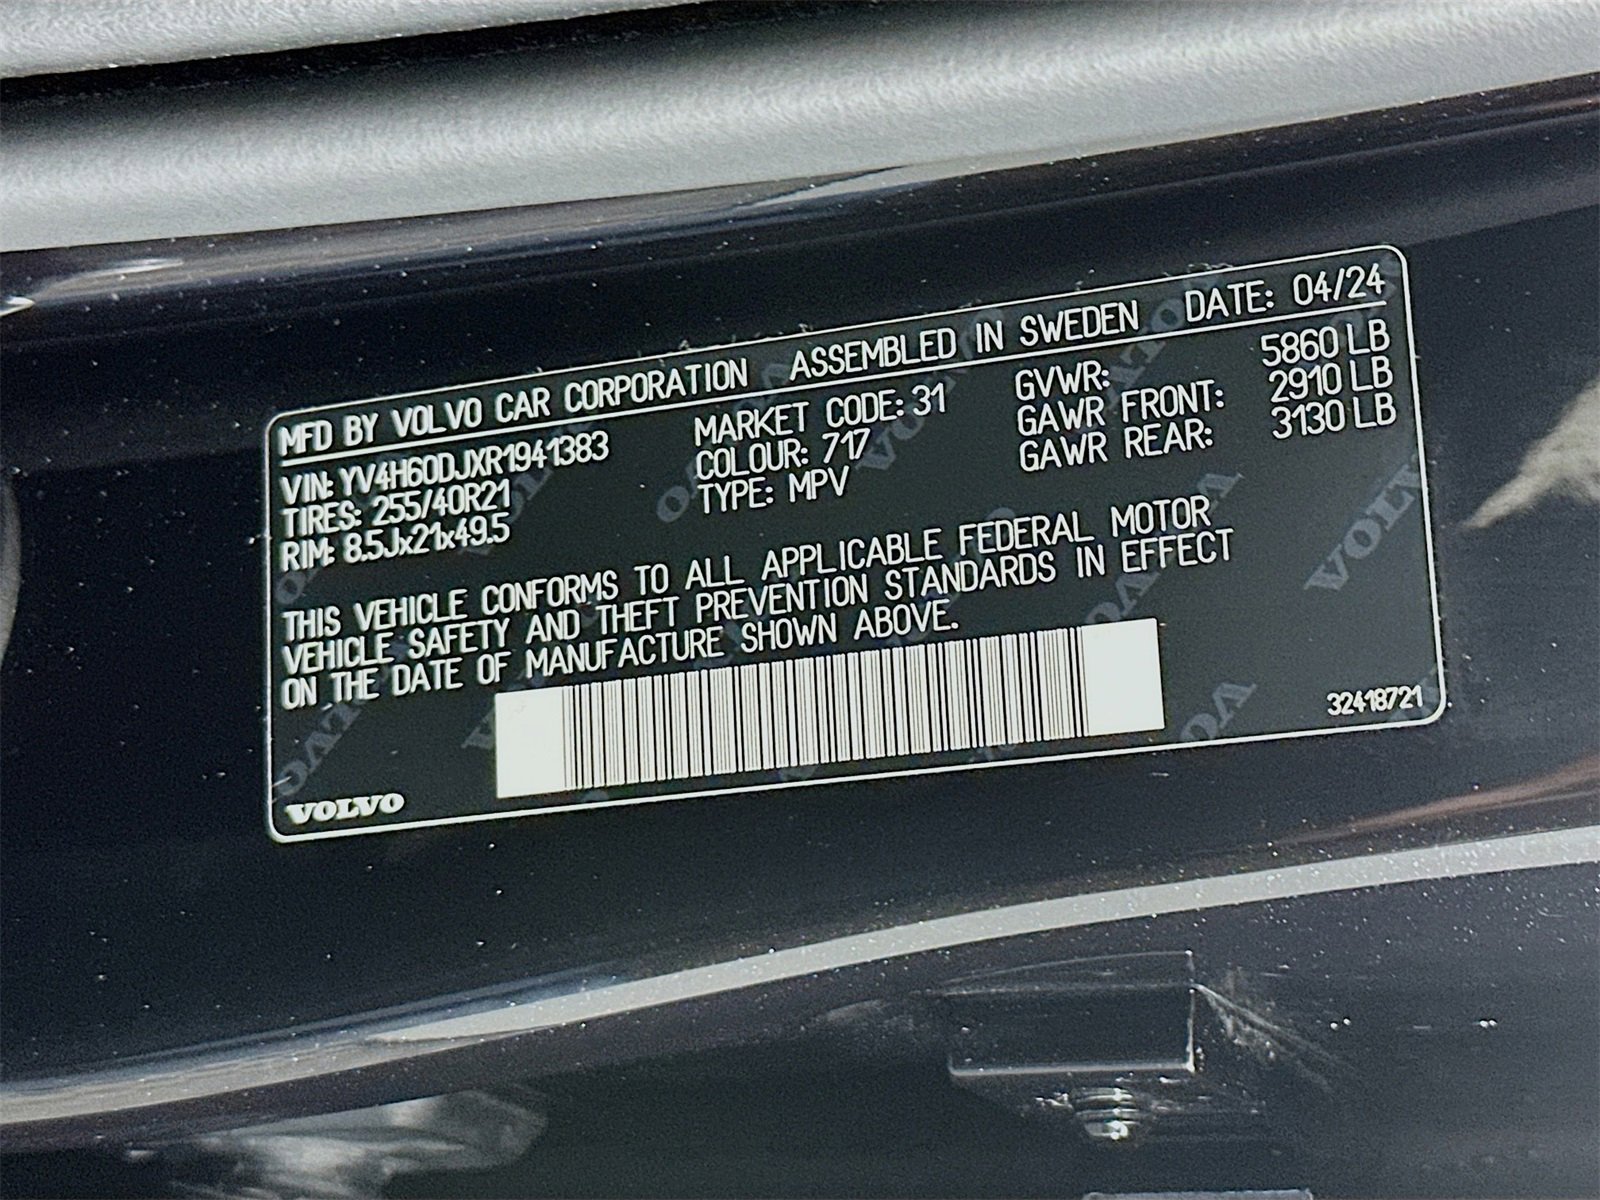 MFD BY VOLVO CAR CORPORATION ASSEMBLED IN SWEDEN DATE: 04/24
VIN: YV4H60DJXR1941383 MARKET CODE: 31 GVWR: 5860 LB
TIRES: 255/40R21 COLOUR: 717 GAWR FRONT: 2910 LB
RIM: 8.5Jx21x49.5 TYPE: MPV GAWR REAR: 3130 LB
THIS VEHICLE CONFORMS TO ALL APPLICABLE FEDERAL MOTOR
VEHICLE SAFETY AND THEFT PREVENTION STANDARDS IN EFFECT
ON THE DATE OF MANUFACTURE SHOWN ABOVE.
32418721
VOLVO